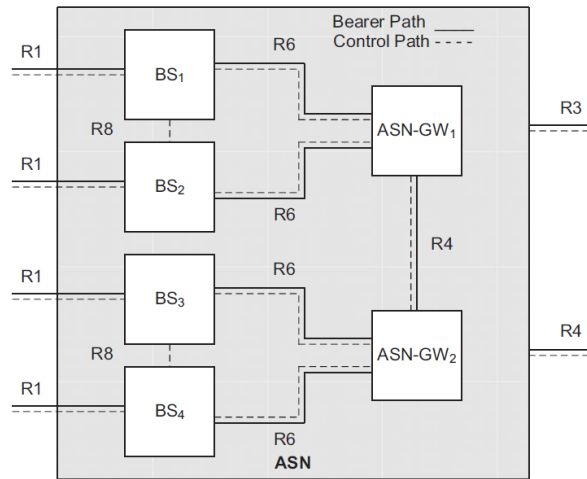 Bearer Path
Control Path
R1
BS₁
R6
R8
ASN-GW₁
R3
R1
BS₂
R6
R4
R1
BS₃
R6
R8
ASN-GW₂
R4
R1
BS₄
R6
ASN